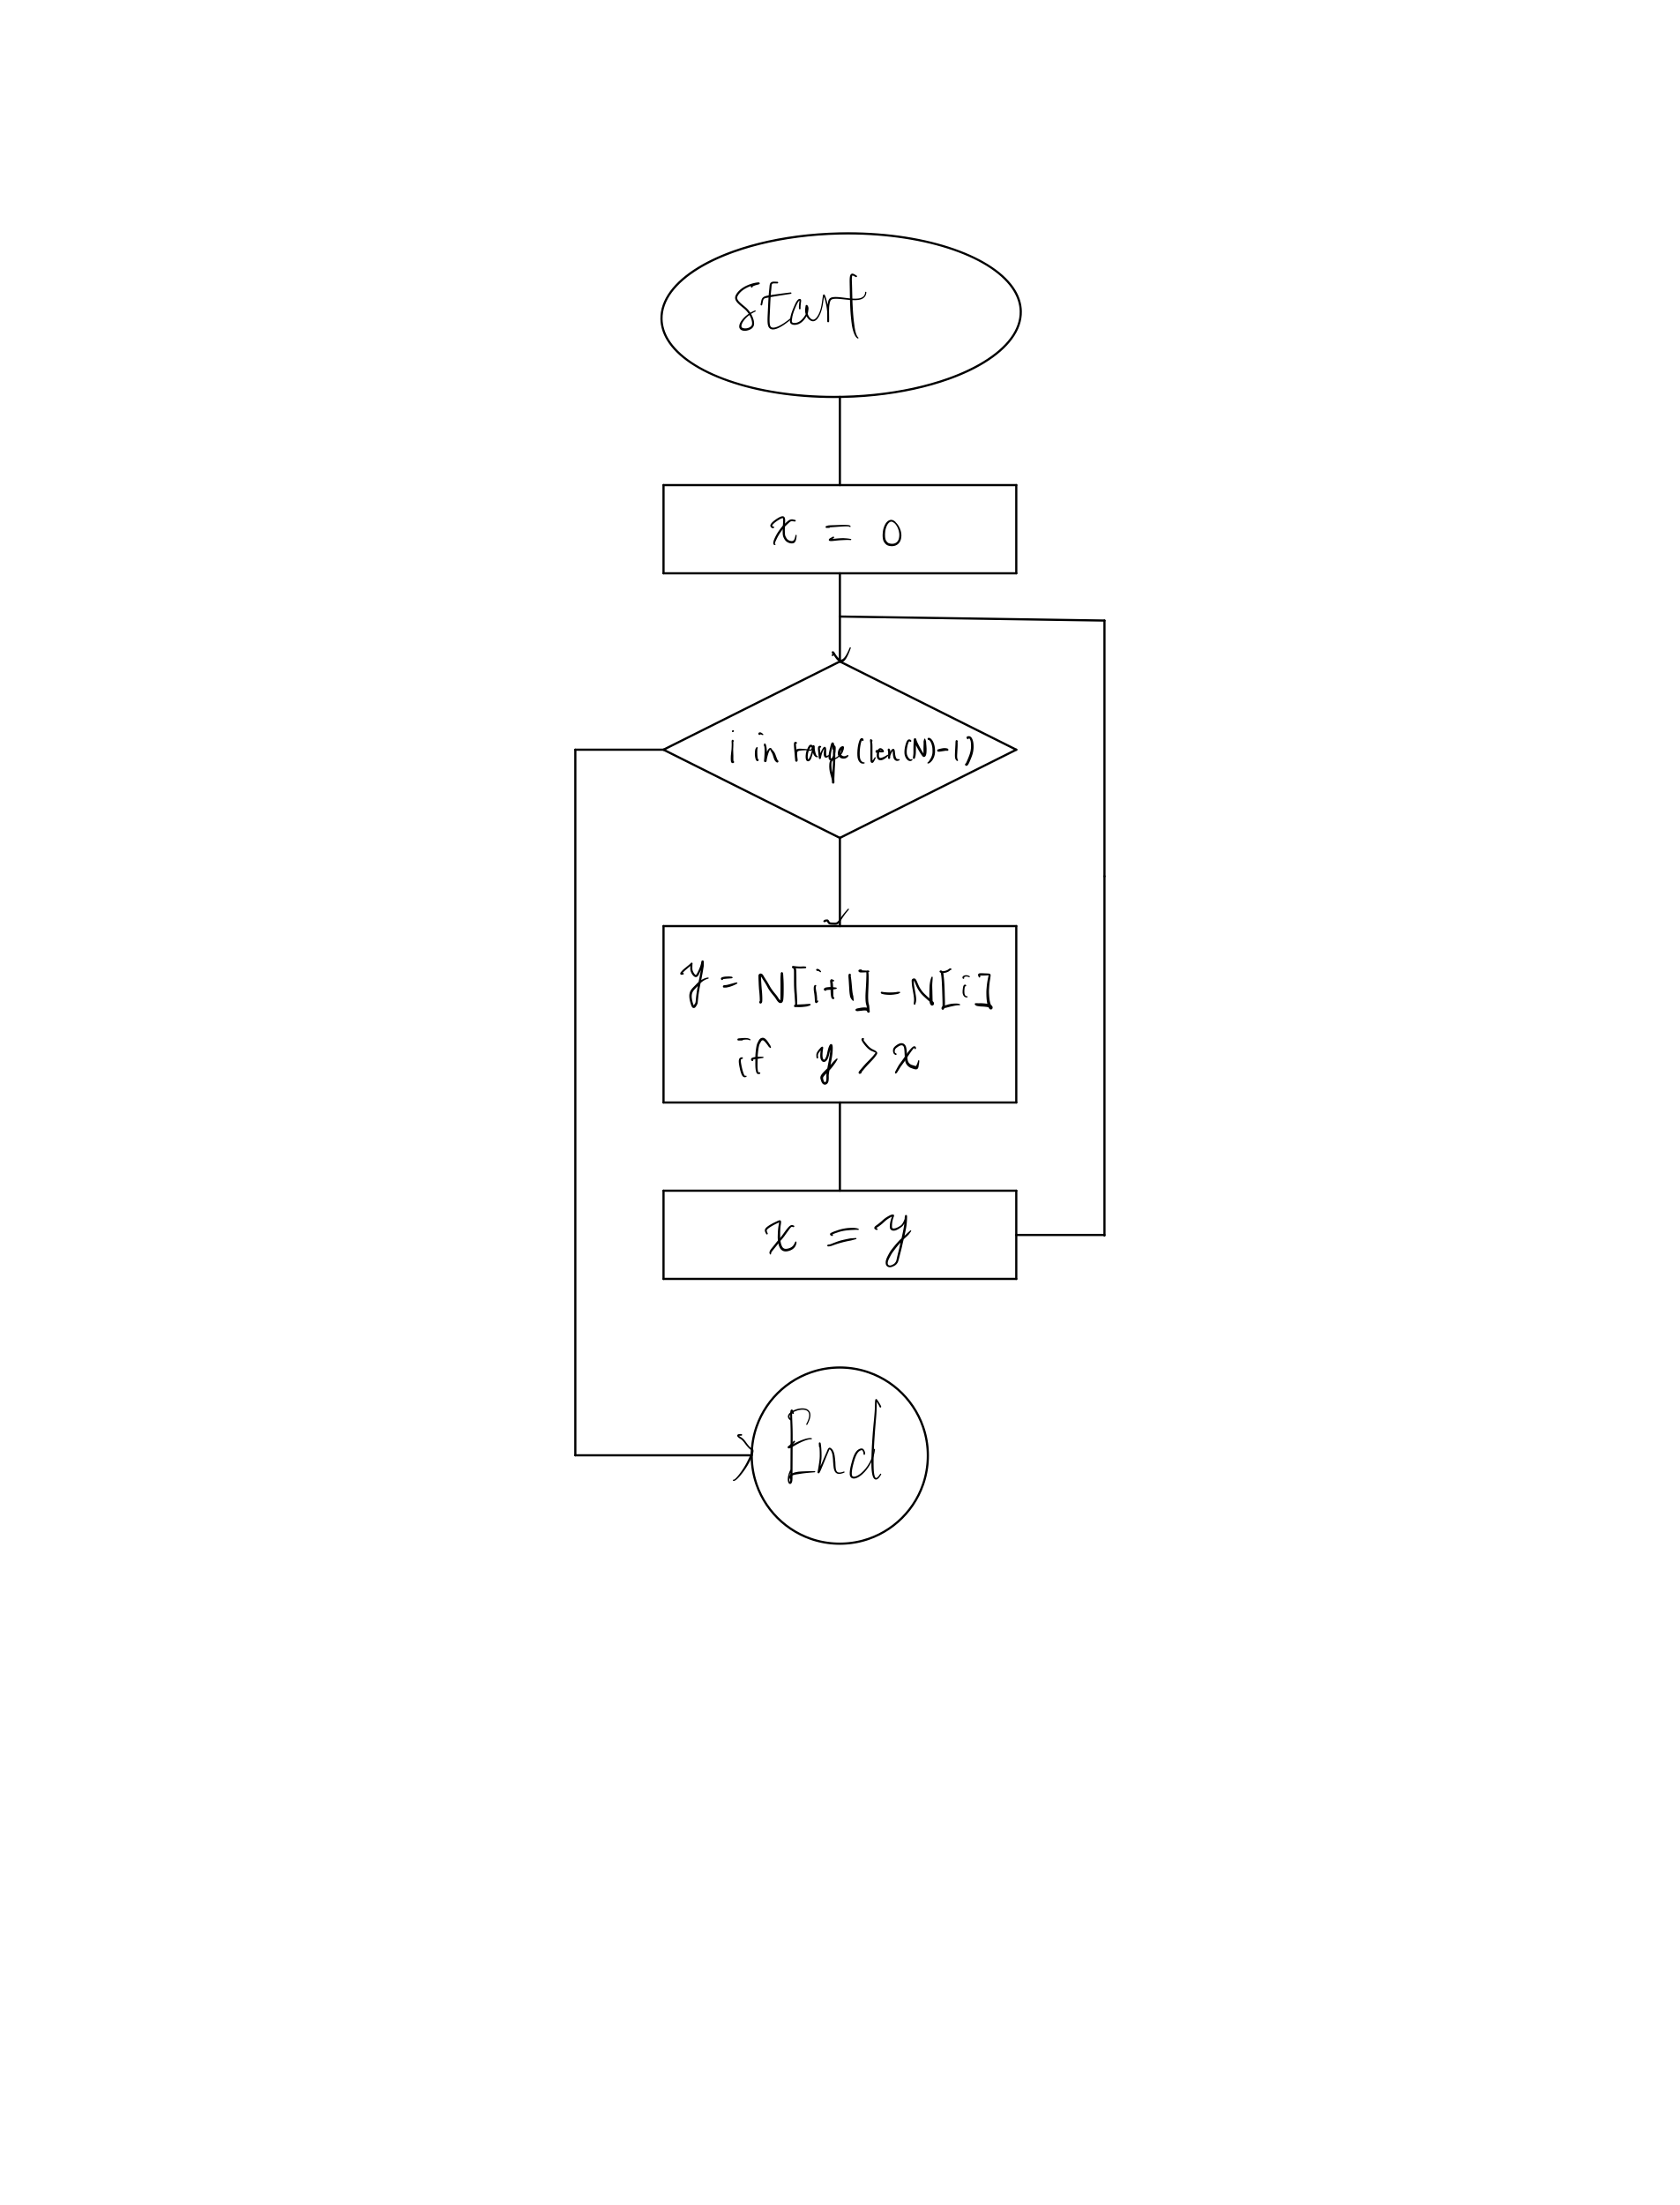 Start
x = 0
i in range (len(N)-1)
y = N[i+1]-N[i]
if y > x
x = y
End